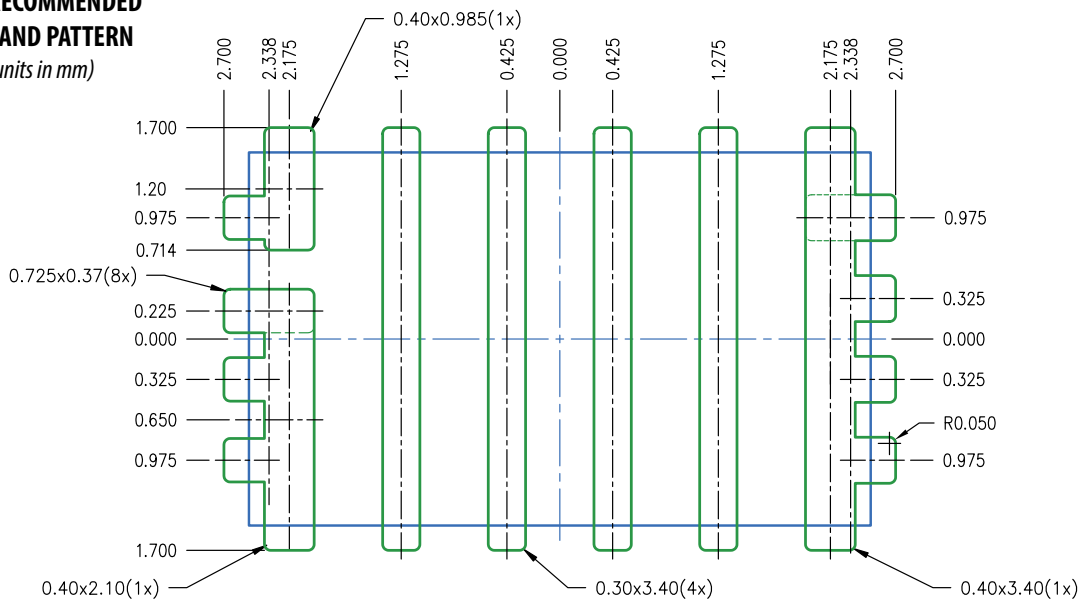 RECOMMENDED
AND PATTERN
units in mm)
0.40x0.985(1x)
2.700
2.338
2.175
1.275
0.425
0.000
0.425
1.275
2.175
2.338
2.700
1.700
1.20
0.975
0.714
0.725x0.37(8x)
0.225
0.000
0.325
0.650
0.975
1.700
0.975
0.325
0.000
0.325
R0.050
0.975
0.40x2.10(1x)
0.30x3.40(4x)
0.40x3.40(1x)